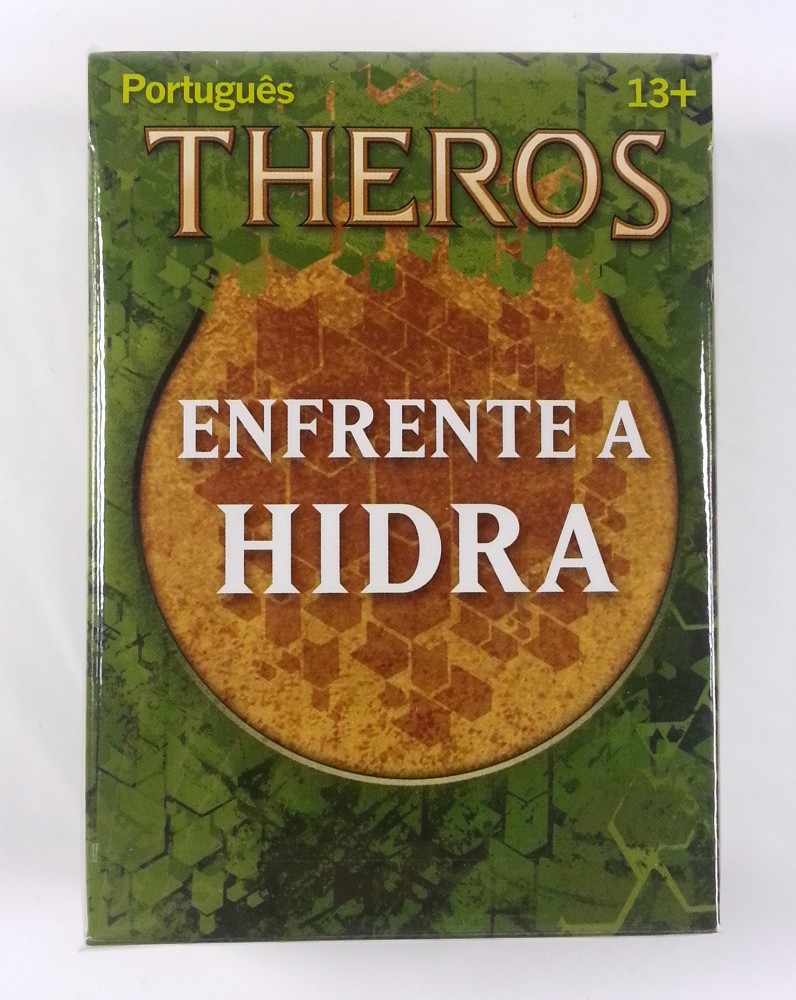 Português 13+
THEROS
ENFRENTE A
HIDRA